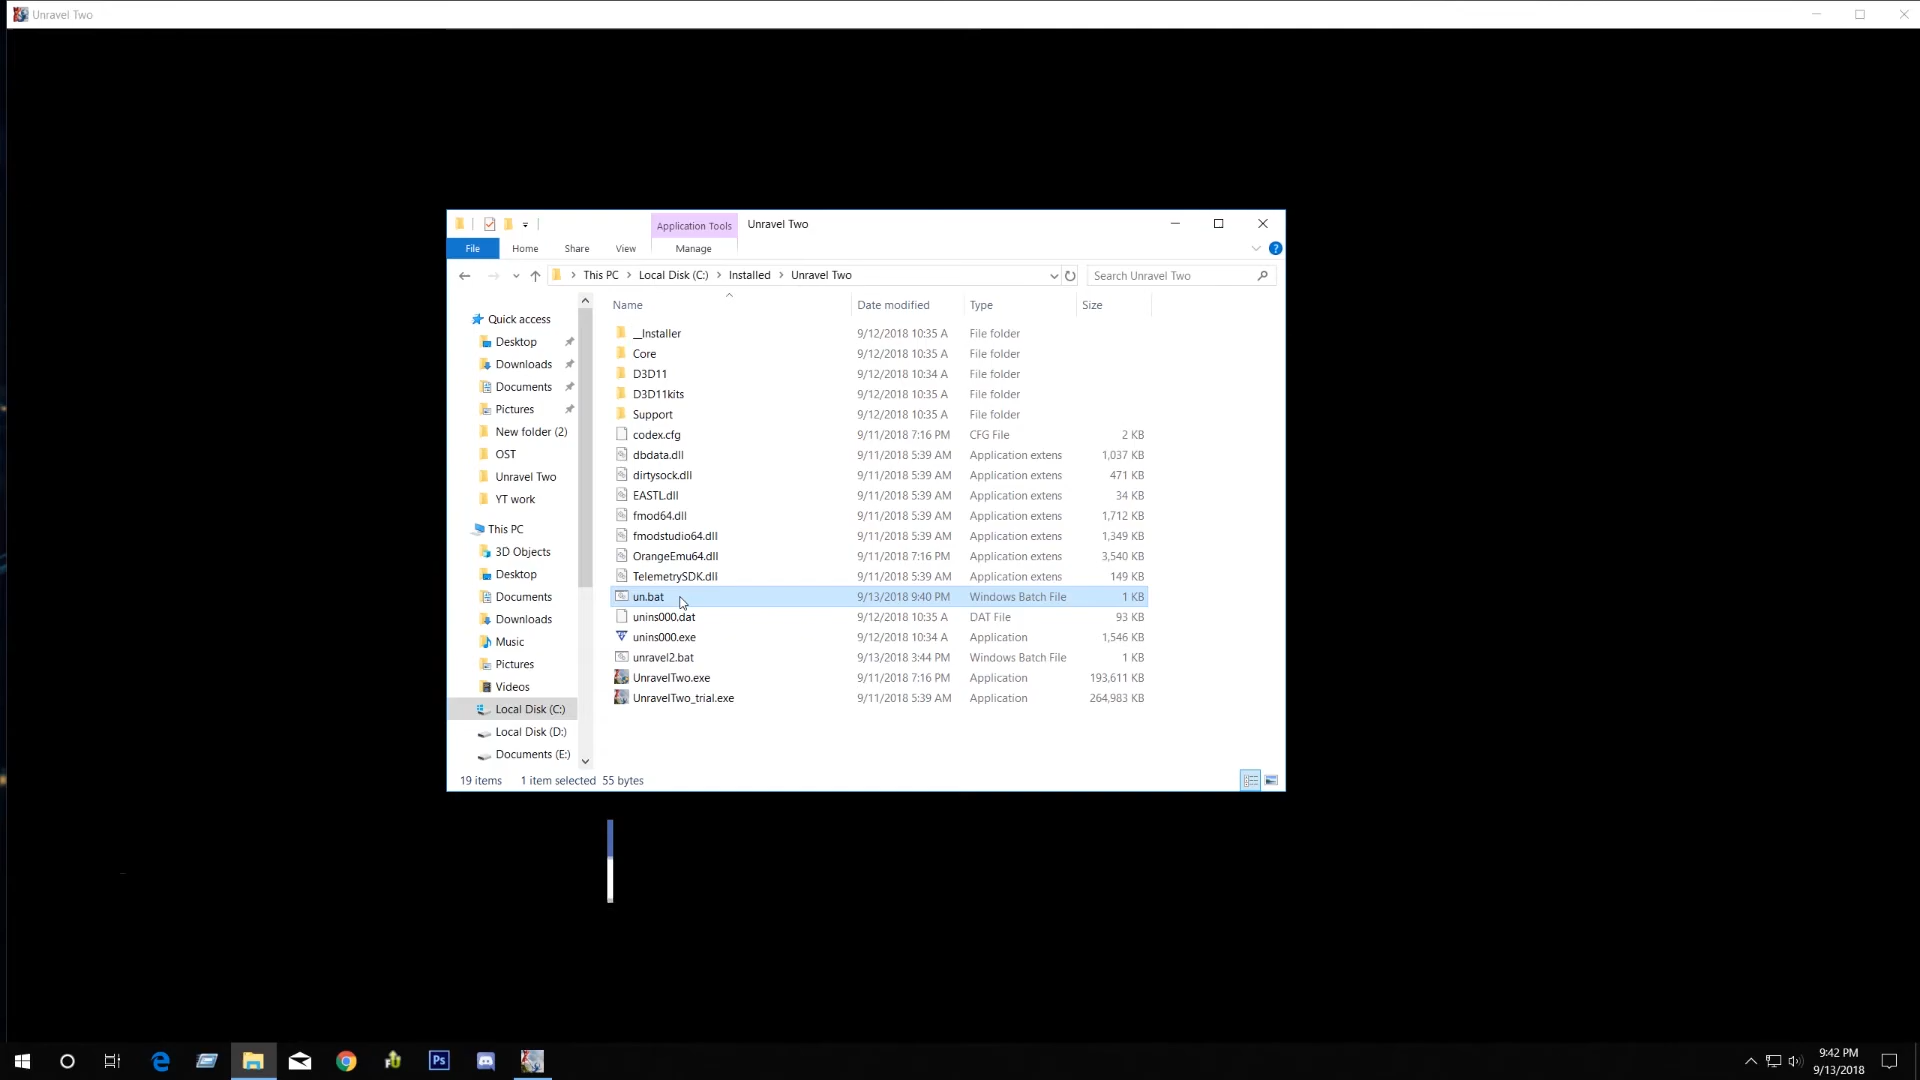 Unravel Two
Application Tools
Unravel Two
File
Home
Share
View
Manage
This PC
Local Disk (C:)
Installed
Unravel Two
Search Unravel Two
Name
Date modified
Type
Size
Quick access
Desktop
Downloads
Documents
Pictures
New folder (2)
OST
Unravel Two
YT work
This PC
3D Objects
Desktop
Documents
Downloads
Music
Pictures
Videos
Local Disk (C:)
Local Disk (D:)
Documents (E:)
__Installer 9/12/2018 10:35 A File folder
Core 9/12/2018 10:35 A File folder
D3D11 9/12/2018 10:34 A File folder
D3D11kits 9/12/2018 10:35 A File folder
Support 9/12/2018 10:35 A File folder
codex.cfg 9/11/2018 7:16 PM CFG File 2 KB
dbdata.dll 9/11/2018 5:39 AM Application extens 1,037 KB
dirtysock.dll 9/11/2018 5:39 AM Application extens 471 KB
EASTL.dll 9/11/2018 5:39 AM Application extens 34 KB
fmod64.dll 9/11/2018 5:39 AM Application extens 1,712 KB
fmodstudio64.dll 9/11/2018 5:39 AM Application extens 1,349 KB
OrangeEmu64.dll 9/11/2018 7:16 PM Application extens 3,540 KB
TelemetrySDK.dll 9/11/2018 5:39 AM Application extens 149 KB
un.bat 9/13/2018 9:40 PM Windows Batch File 1 KB
unins000.dat 9/12/2018 10:35 A DAT File 93 KB
unins000.exe 9/12/2018 10:34 A Application 1,546 KB
unravel2.bat 9/13/2018 3:44 PM Windows Batch File 1 KB
UnravelTwo.exe 9/11/2018 7:16 PM Application 193,611 KB
UnravelTwo_trial.exe 9/11/2018 5:39 AM Application 264,983 KB
19 items 1 item selected 55 bytes
Ps
9:42 PM
9/13/2018